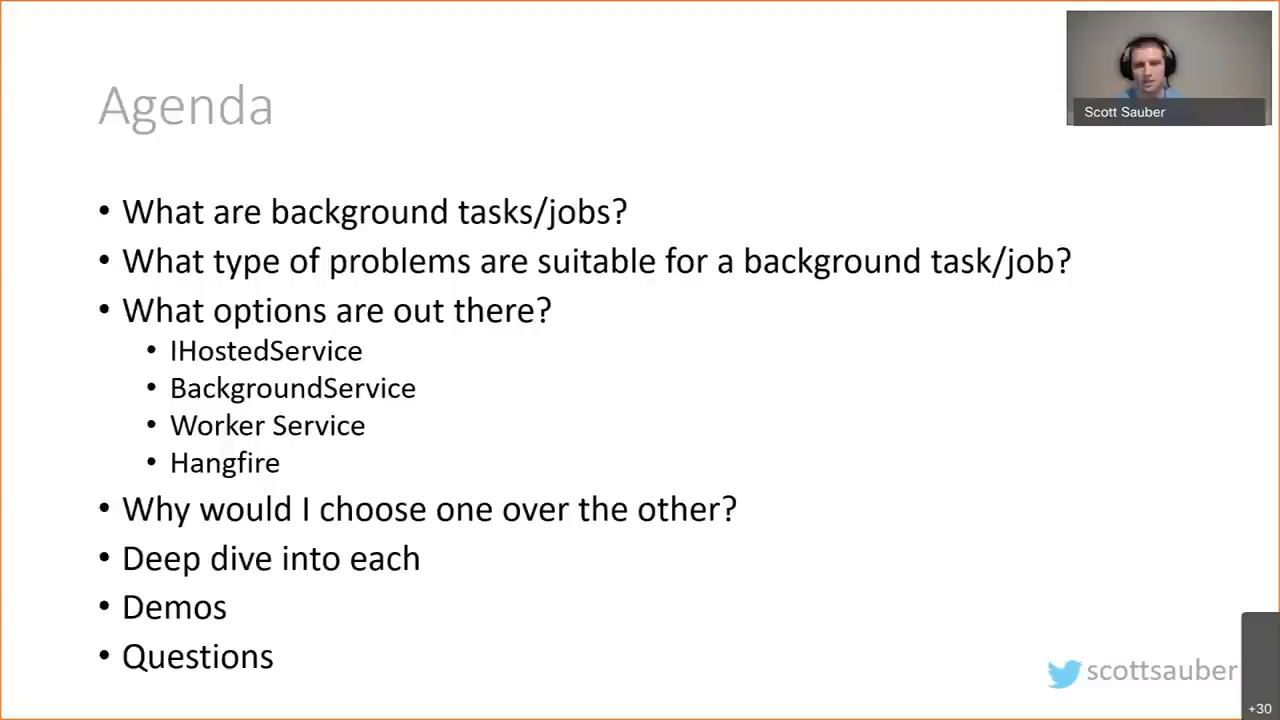 Agenda
Scott Sauber
• What are background tasks/jobs?
• What type of problems are suitable for a background task/job?
• What options are out there?
• IHostedService
• BackgroundService
• Worker Service
• Hangfire
• Why would I choose one over the other?
• Deep dive into each
• Demos
• Questions
scottsauber
+30